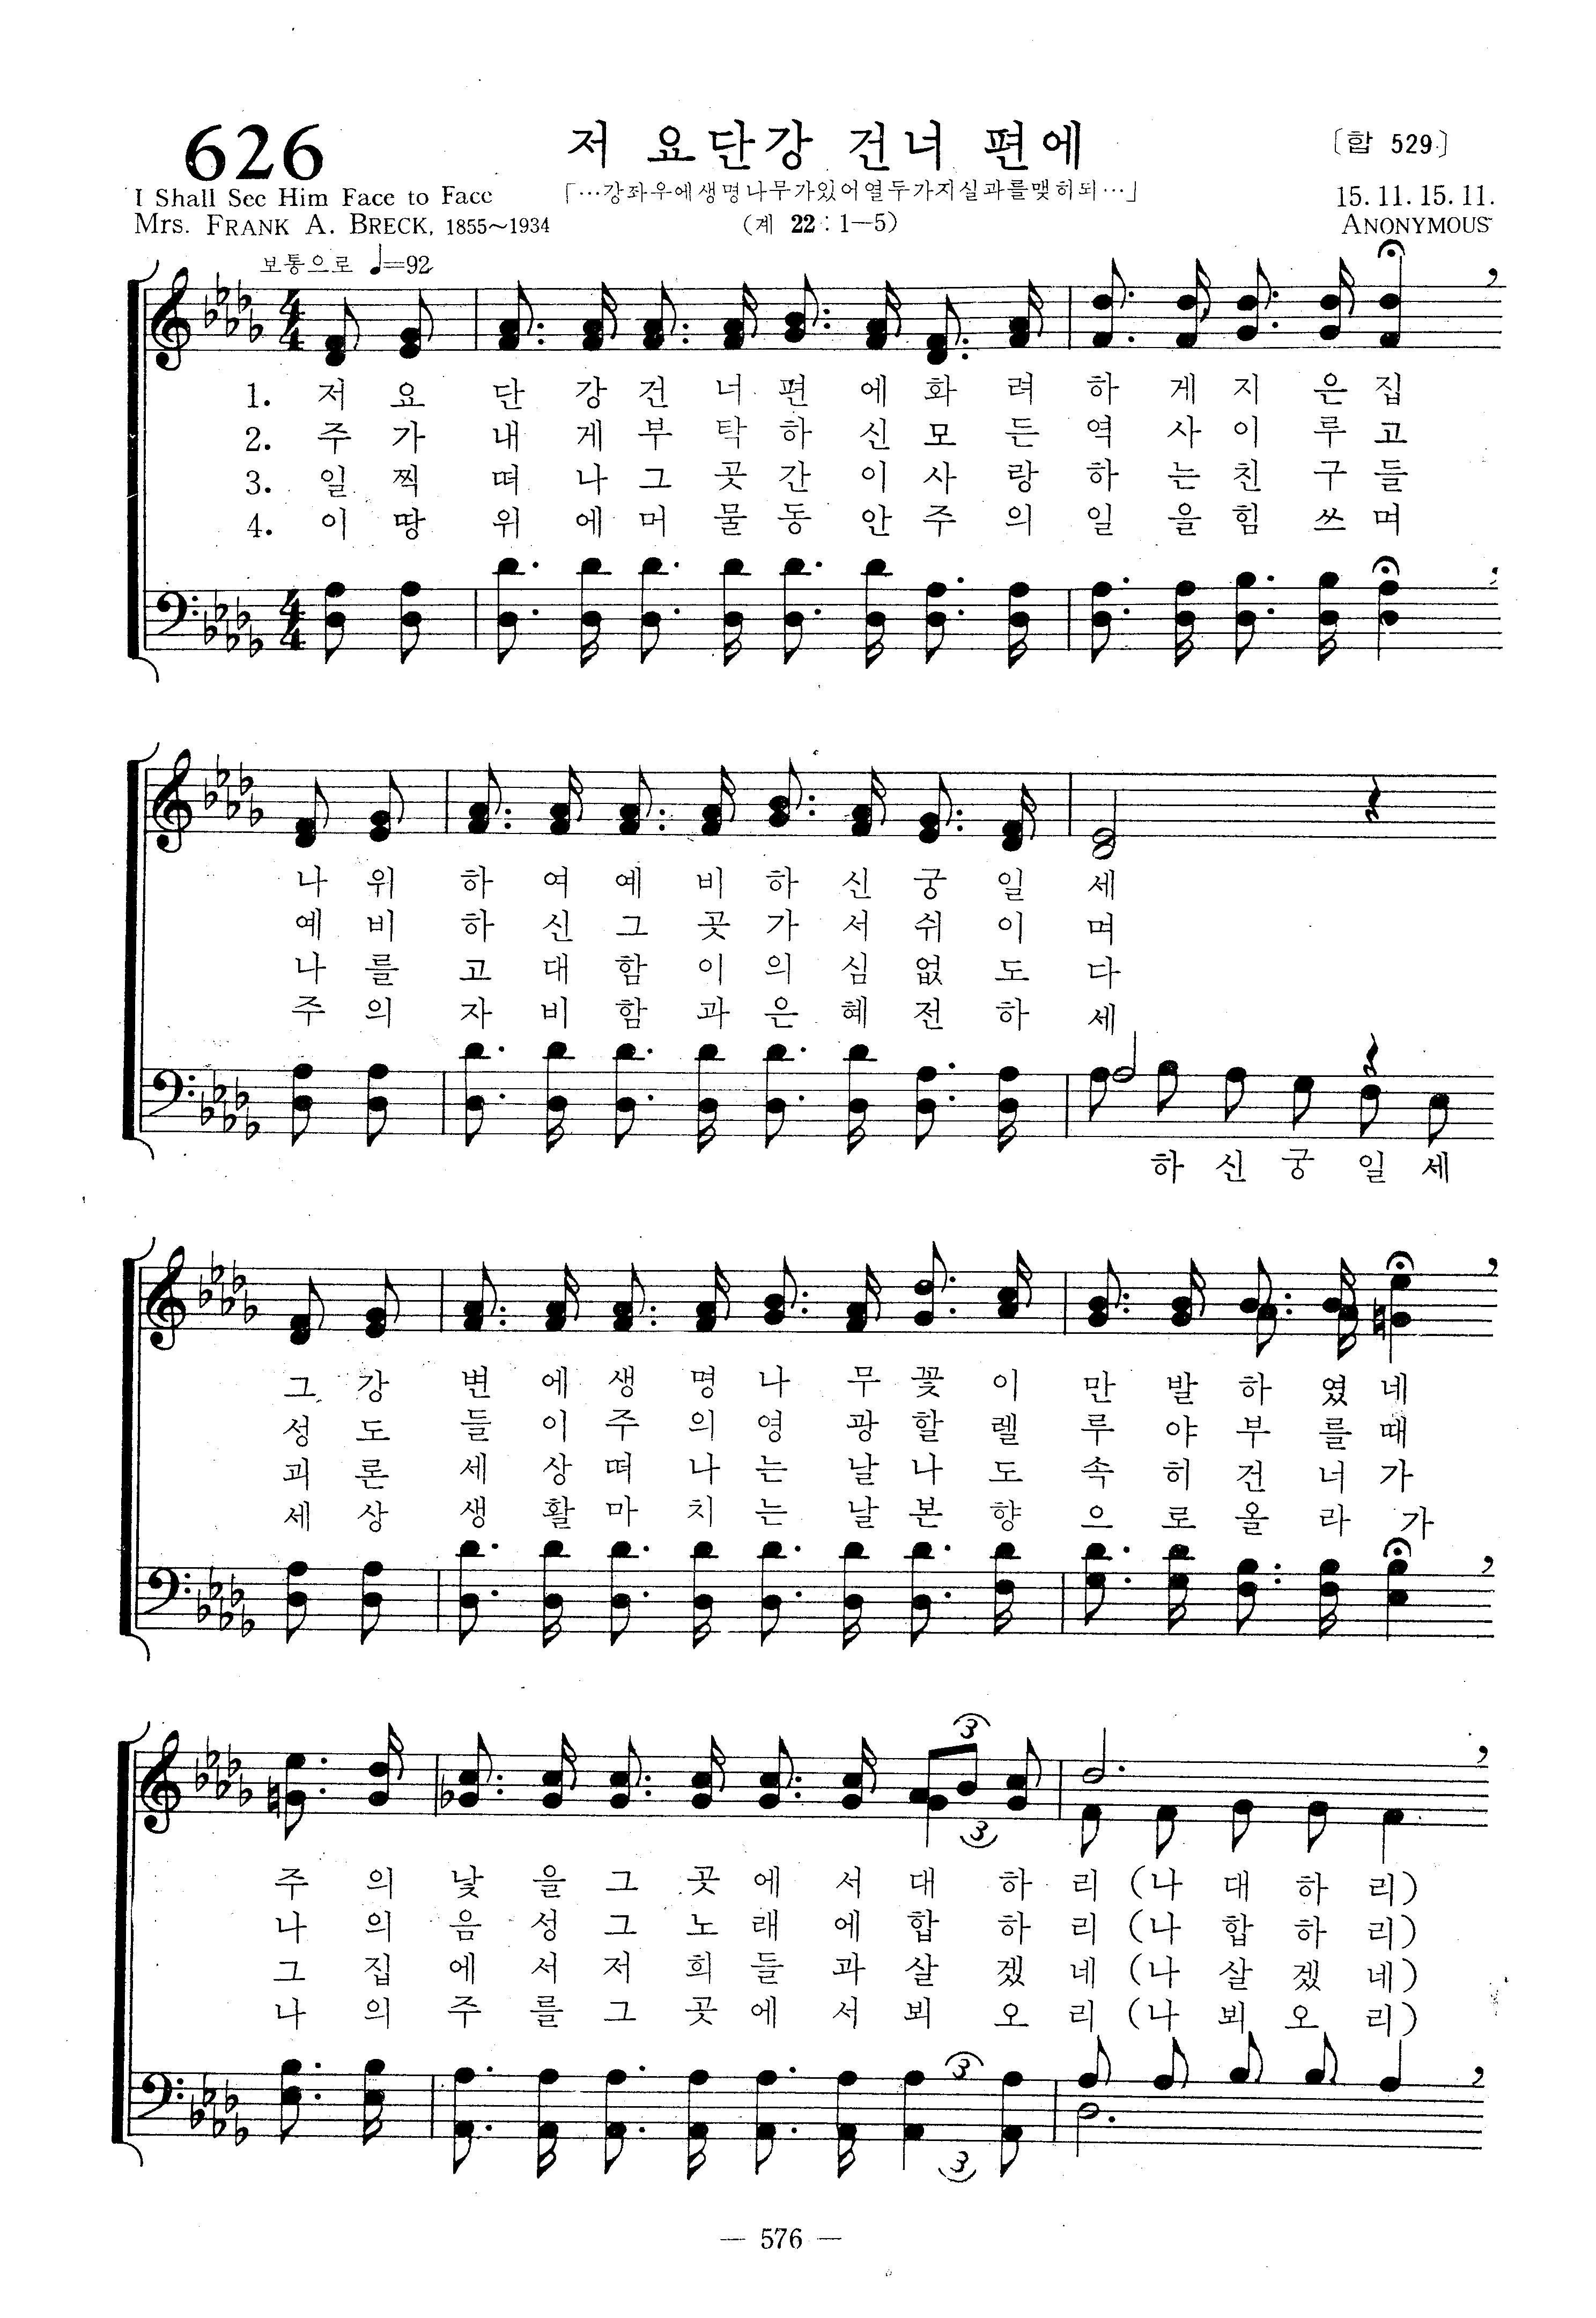 626
저 요단강 건너 편에
〔합 529〕
I Shall See Him Face to Face
「…강좌우에생명나무가있어열두가지실과를맺히되…」
15. 11. 15. 11.
Mrs. FRANK A. BRECK, 1855~1934
(계 22 : 1—5)
ANONYMOUS
보통으로 ♩=92
1. 저 요 단 강 건 너 편 에 화 려 하 게 지 은 집
2. 주 가 내 게 부 탁 하 신 모 든 역 사 이 루 고
3. 일 찍 떠 나 그 곳 간 이 사 랑 하 는 친 구 들
4. 이 땅 위 에 머 물 동 안 주 의 일 을 힘 쓰 며
나 위 하 여 예 비 하 신 궁 일 세
예 비 하 신 그 곳 가 서 쉬 이 며
나 를 고 대 함 이 의 심 없 도 다
주 의 자 비 함 과 은 혜 전 하 세
하 신 궁 일 세
그 강 변 에 생 명 나 무 꽃 이 만 발 하 였 네
성 도 들 이 주 의 영 광 할 렐 루 야 부 를 때
괴 론 세 상 떠 나 는 날 나 도 속 히 건 너 가
세 상 생 활 마 치 는 날 본 향 으 로 올 라 가
3
3
주 의 낯 을 그 곳 에 서 대 하 리 (나 대 하 리)
나 의 음 성 그 노 래 에 합 하 리 (나 합 하 리)
그 집 에 서 저 희 들 과 살 겠 네 (나 살 겠 네)
나 의 주 를 그 곳 에 서 뵈 오 리 (나 뵈 오 리)
3
3
— 576 —